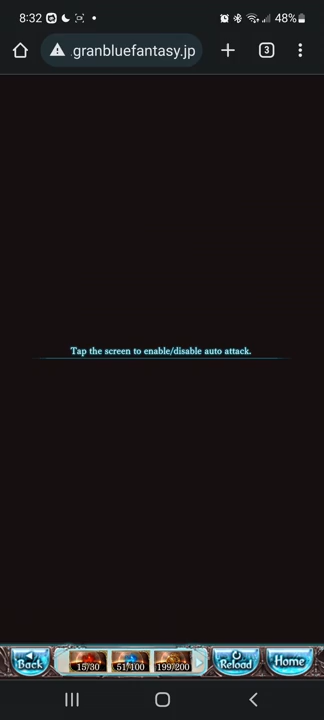 8:32
48%
.granbluefantasy.jp
3
Tap the screen to enable/disable auto attack.
Back
15/30
51/100
199/200
Reload
Home